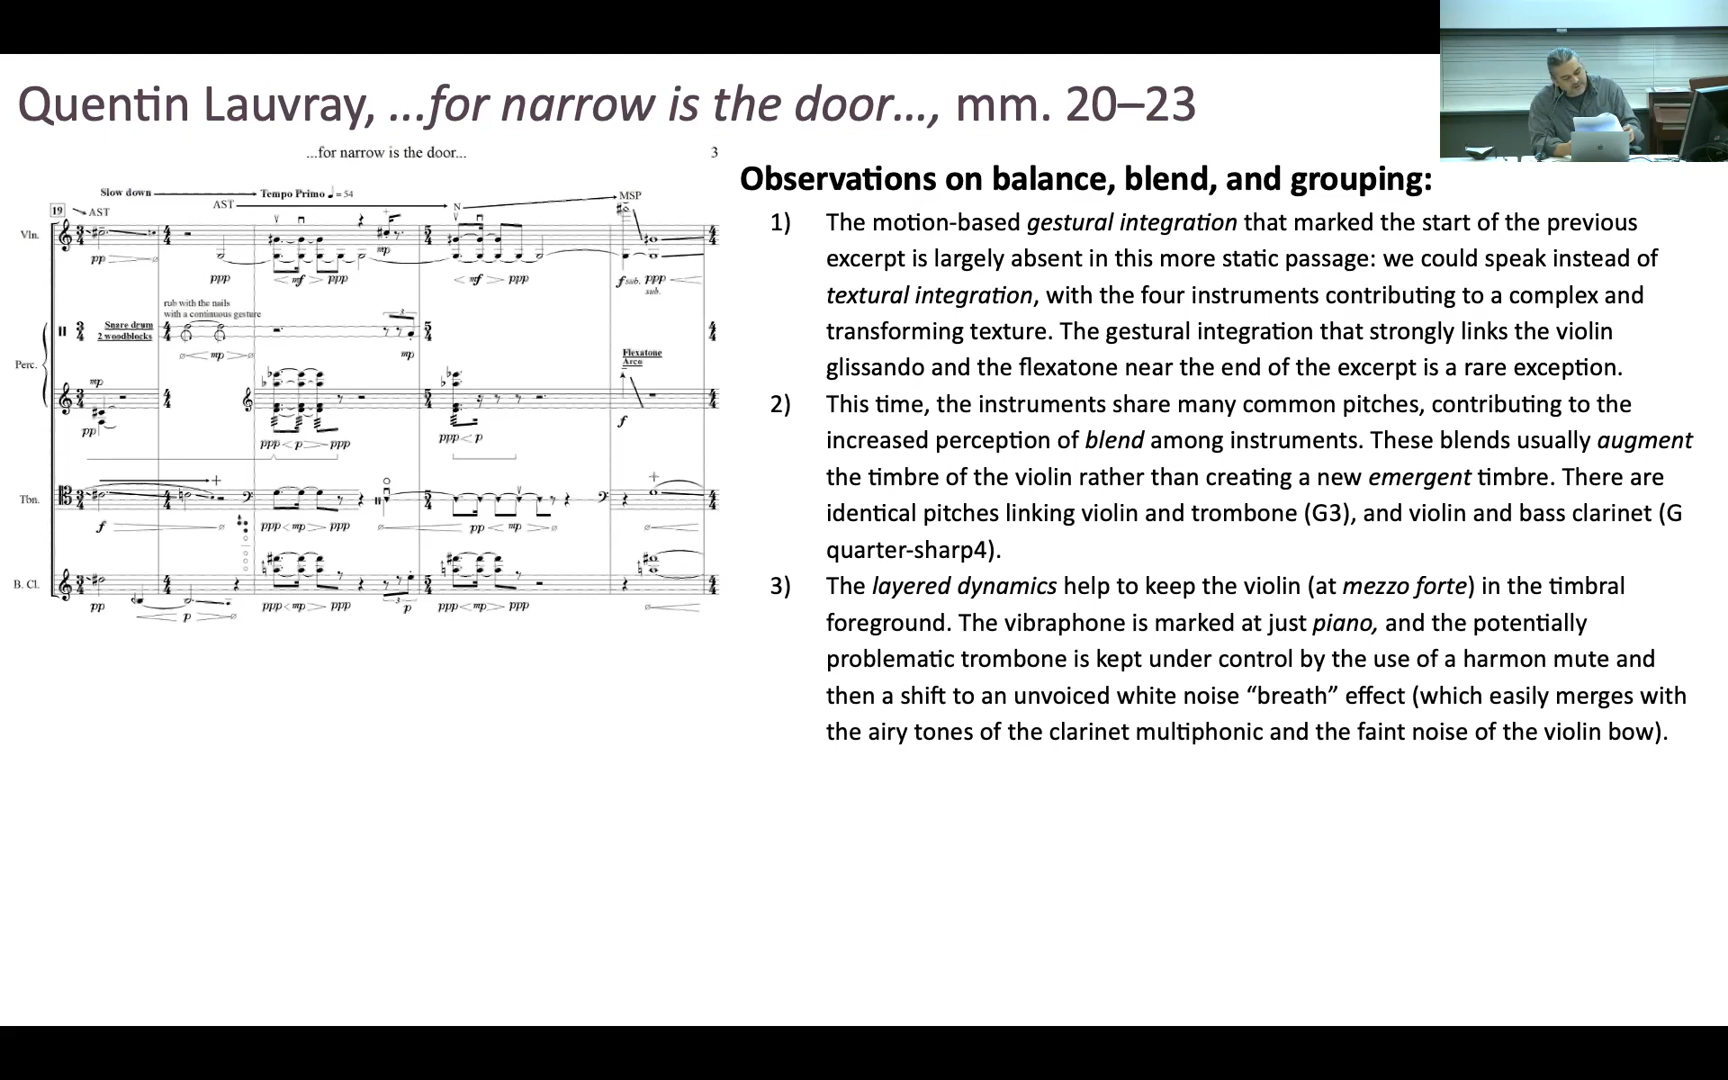 Quentin Lauvray, ...for narrow is the door..., mm. 20–23
...for narrow is the door...
3
Slow down
Tempo Primo ♩= 54
MSP
19
AST
AST
N
Vln.
mp
pp
ppp
mf
ppp
mf
ppp
f sub. ppp
sub.
rub with the nails
with a continuous gesture
Snare drum
2 woodblocks
3
mp
mp
Perc.
Flexatone
Arco
mp
pp
f
ppp
p
ppp
ppp
p
Tbn.
f
ppp
mp
ppp
pp
mp
B. Cl.
pp
p
ppp
mp
ppp
3
p
ppp
mp
ppp
Observations on balance, blend, and grouping:
1) The motion-based gestural integration that marked the start of the previous
excerpt is largely absent in this more static passage: we could speak instead of
textural integration, with the four instruments contributing to a complex and
transforming texture. The gestural integration that strongly links the violin
glissando and the flexatone near the end of the excerpt is a rare exception.
2) This time, the instruments share many common pitches, contributing to the
increased perception of blend among instruments. These blends usually augment
the timbre of the violin rather than creating a new emergent timbre. There are
identical pitches linking violin and trombone (G3), and violin and bass clarinet (G
quarter-sharp4).
3) The layered dynamics help to keep the violin (at mezzo forte) in the timbral
foreground. The vibraphone is marked at just piano, and the potentially
problematic trombone is kept under control by the use of a harmon mute and
then a shift to an unvoiced white noise “breath” effect (which easily merges with
the airy tones of the clarinet multiphonic and the faint noise of the violin bow).